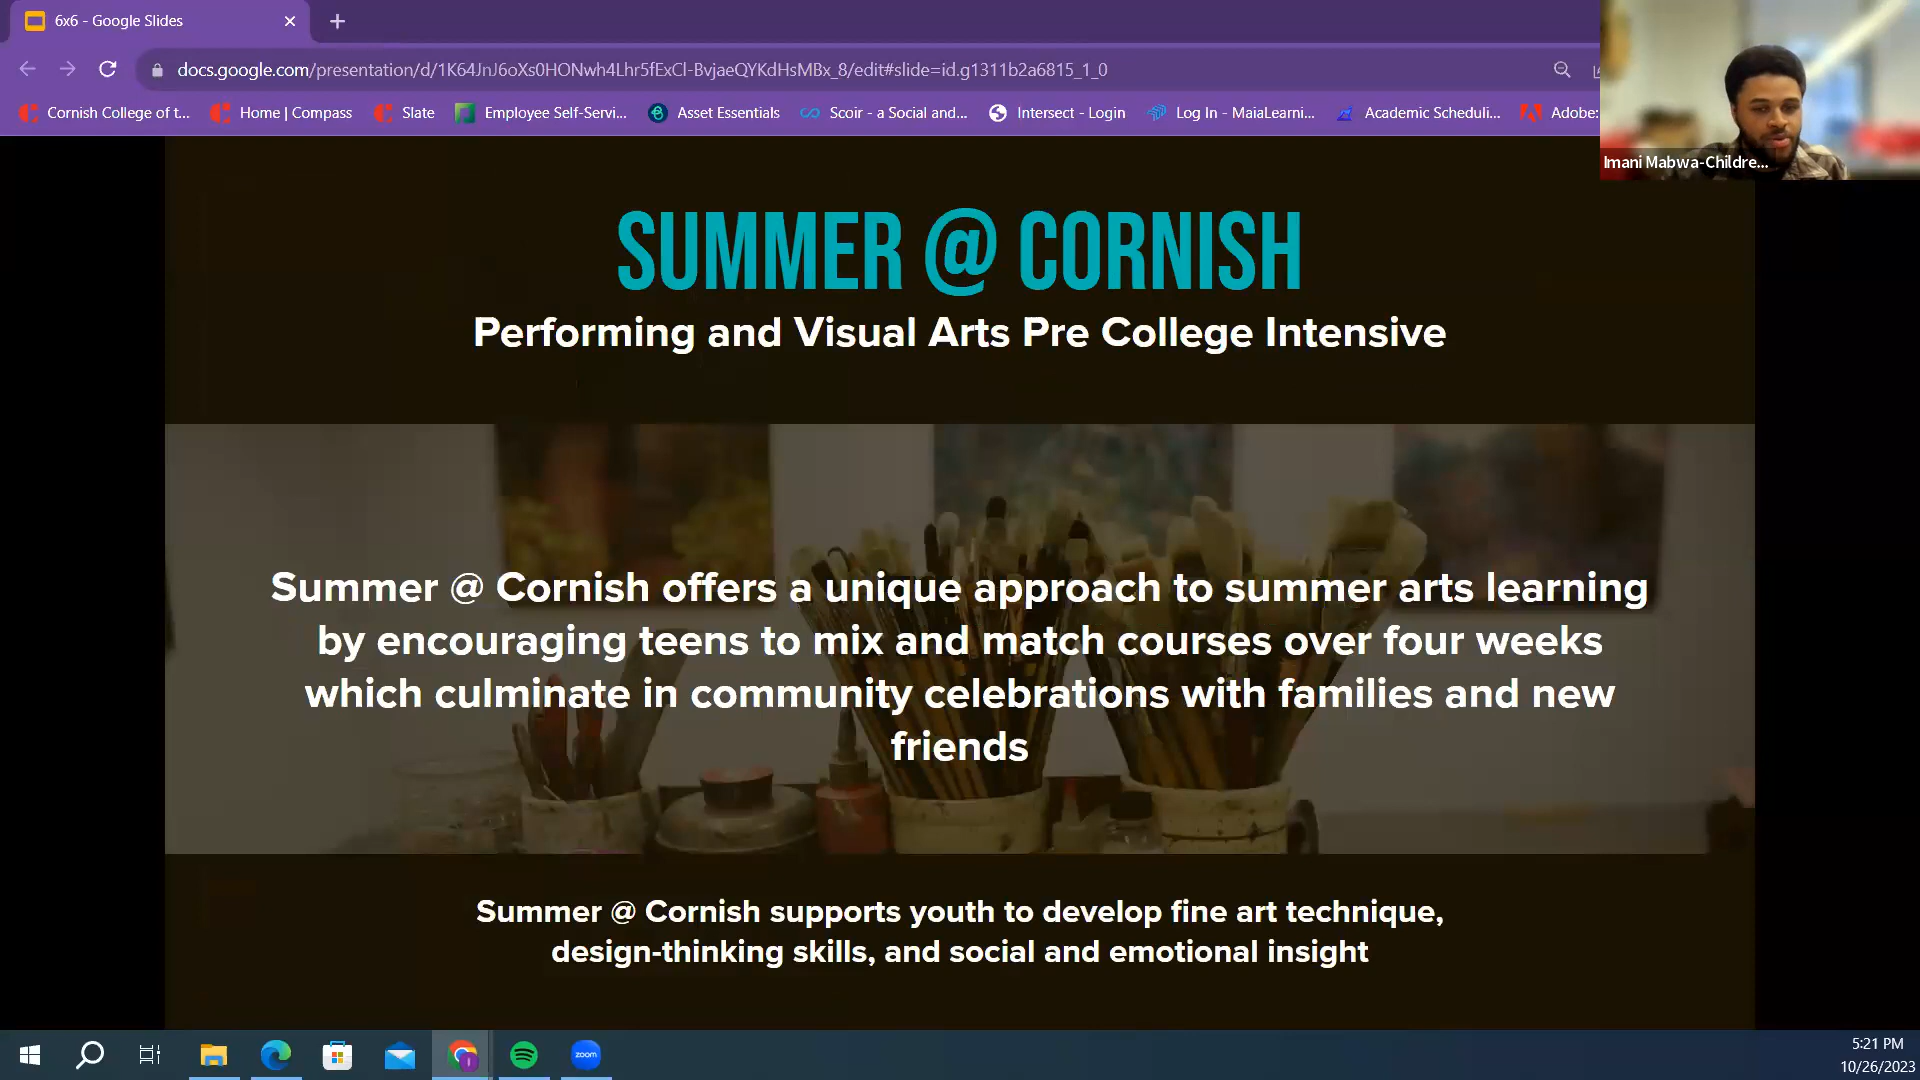 6x6 - Google Slides
docs.google.com/presentation/d/1K64JnJ6oXs0HONwh4Lhr5fExCl-BvjaeQYKdHsMBx_8/edit#slide=id.g1311b2a6815_1_0
Cornish College of t... Home | Compass Slate Employee Self-Servi... Asset Essentials Scoir - a Social and... Intersect - Login Log In - MaiaLearni... Academic Scheduli... Adobe:
Imani Mabwa-Childre...
SUMMER @ CORNISH
Performing and Visual Arts Pre College Intensive
Summer @ Cornish offers a unique approach to summer arts learning
by encouraging teens to mix and match courses over four weeks
which culminate in community celebrations with families and new
friends
Summer @ Cornish supports youth to develop fine art technique,
design-thinking skills, and social and emotional insight
zoom
5:21 PM
10/26/2023